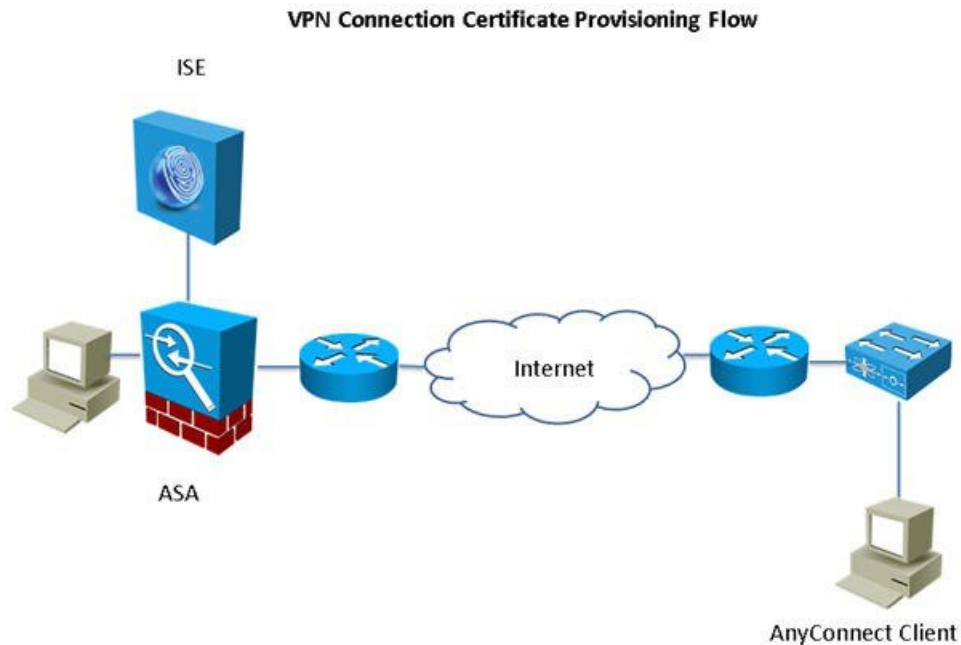 VPN Connection Certificate Provisioning Flow
ISE
Internet
ASA
AnyConnect Client